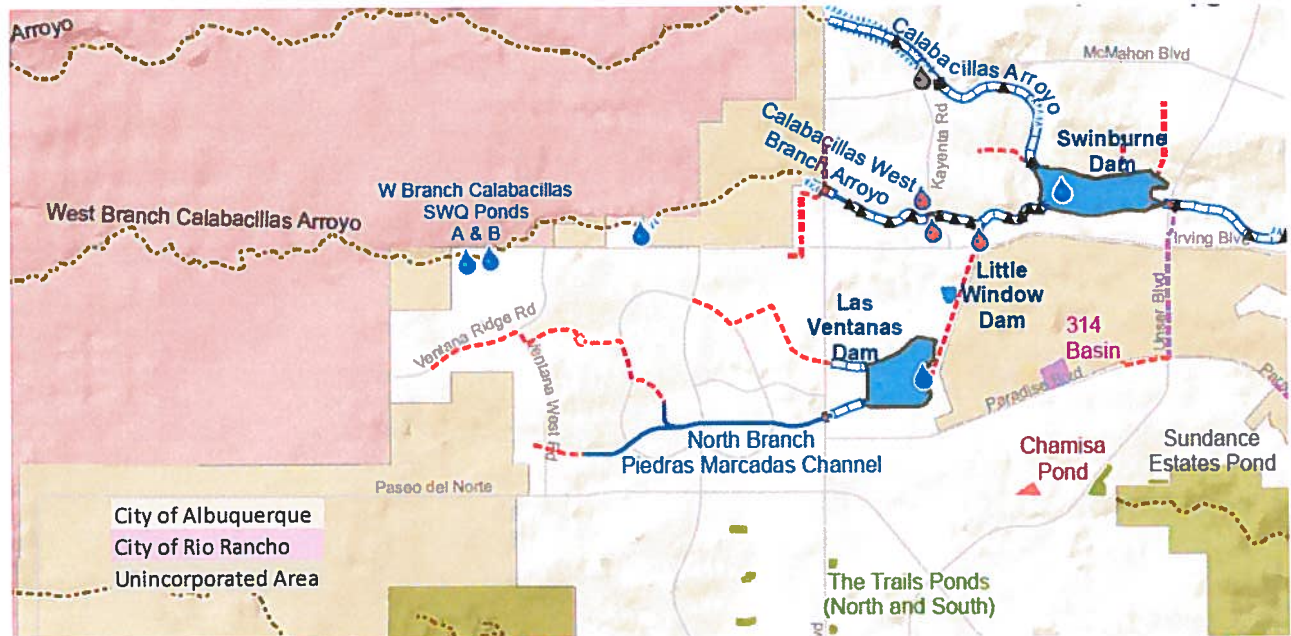 Arroyo
Calabacillas Arroyo
McMahon Blvd
Kayenta Rd
Swinburne
Dam
Calabacillas West
Branch Arroyo
W Branch Calabacillas
SWQ Ponds
A & B
West Branch Calabacillas Arroyo
Irving Blvd
Little
Window
Dam
Las
Ventanas
Dam
Unser Blvd
314
Basin
Ventana Ridge Rd
Ventana West Rd
Paradise Blvd
North Branch
Piedras Marcadas Channel
Chamisa
Pond
Sundance
Estates Pond
Paseo del Norte
City of Albuquerque
City of Rio Rancho
Unincorporated Area
The Trails Ponds
(North and South)